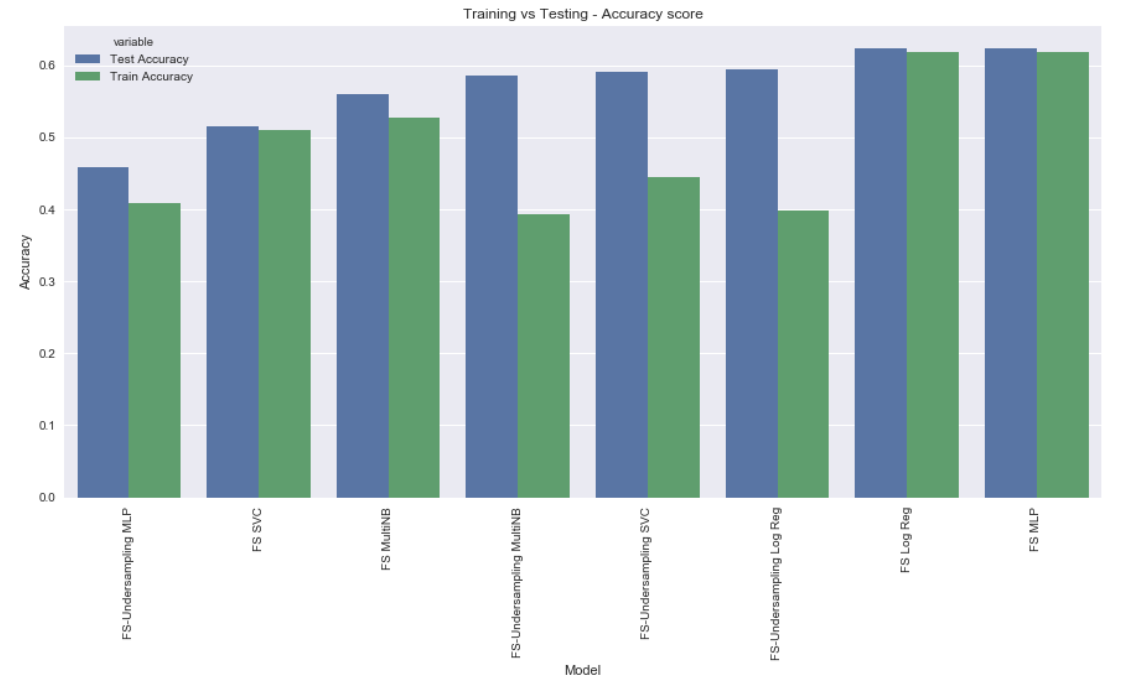 Training vs Testing - Accuracy score
variable
Test Accuracy
Train Accuracy
Accuracy
0.6
0.5
0.4
0.3
0.2
0.1
0.0
FS-Undersampling MLP
FS SVC
FS MultiNB
FS-Undersampling MultiNB
FS-Undersampling SVC
FS-Undersampling Log Reg
FS Log Reg
FS MLP
Model